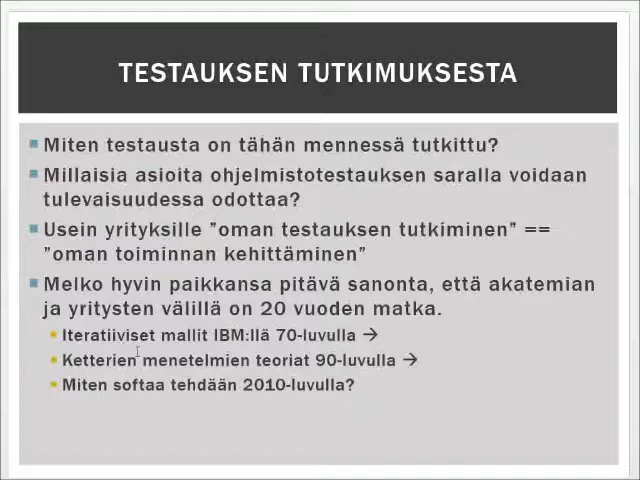 TESTAUKSEN TUTKIMUKSESTA
Miten testausta on tähän mennessä tutkittu?
Millaisia asioita ohjelmistotestauksen saralla voidaan
tulevaisuudessa odottaa?
Usein yrityksille ”oman testauksen tutkiminen” ==
”oman toiminnan kehittäminen”
Melko hyvin paikkansa pitävä sanonta, että akatemian
ja yritysten välillä on 20 vuoden matka.
Iteratiiviset mallit IBM:llä 70-luvulla →
Ketterien menetelmien teoriat 90-luvulla →
Miten softaa tehdään 2010-luvulla?